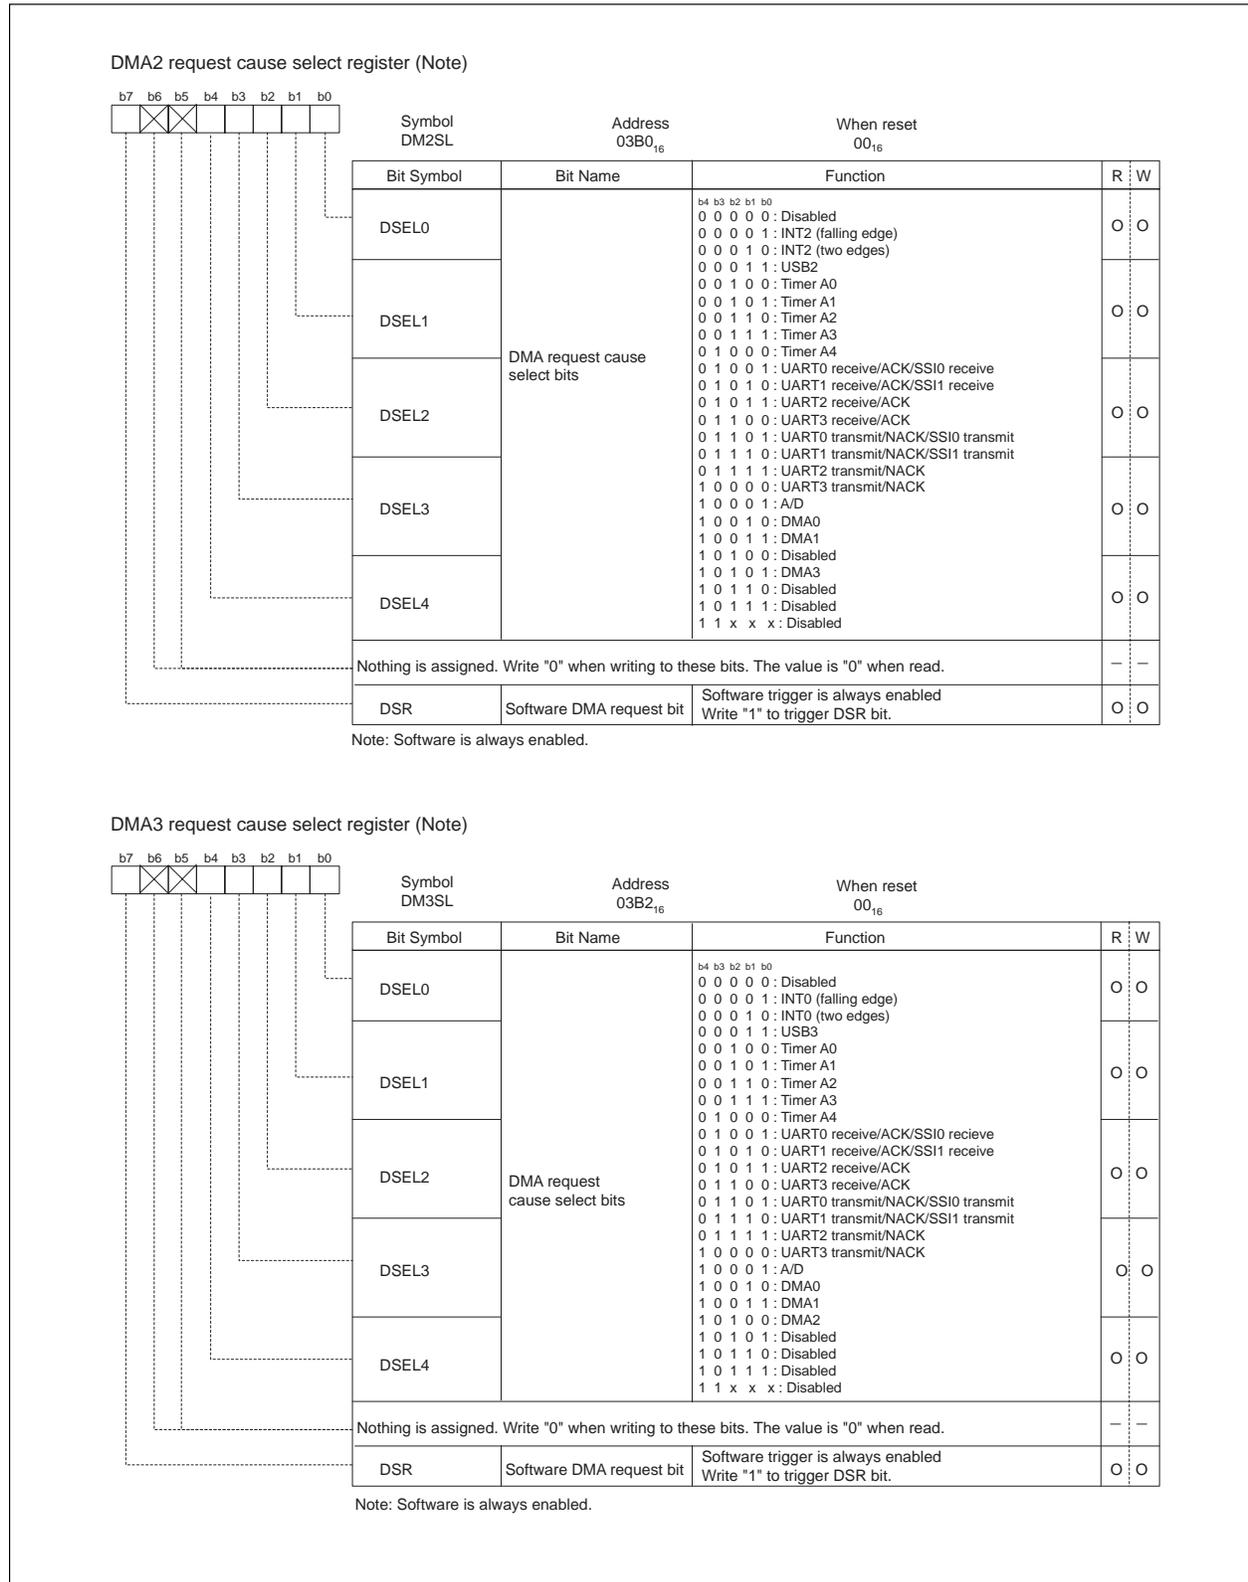 DMA2 request cause select register (Note)
b7 b6 b5 b4 b3 b2 b1 b0
Symbol Address When reset
DM2SL 03B0₁₆ 00₁₆
Bit Symbol Bit Name Function R W
b4 b3 b2 b1 b0
0 0 0 0 0 : Disabled
DSEL0 0 0 0 0 1 : INT2 (falling edge) O O
0 0 0 1 0 : INT2 (two edges)
0 0 0 1 1 : USB2
0 0 1 0 0 : Timer A0
0 0 1 0 1 : Timer A1
DSEL1 0 0 1 1 0 : Timer A2 O O
0 0 1 1 1 : Timer A3
0 1 0 0 0 : Timer A4
DMA request cause
select bits
0 1 0 0 1 : UART0 receive/ACK/SSI0 receive
0 1 0 1 0 : UART1 receive/ACK/SSI1 receive
0 1 0 1 1 : UART2 receive/ACK
DSEL2 0 1 1 0 0 : UART3 receive/ACK O O
0 1 1 0 1 : UART0 transmit/NACK/SSI0 transmit
0 1 1 1 0 : UART1 transmit/NACK/SSI1 transmit
0 1 1 1 1 : UART2 transmit/NACK
1 0 0 0 0 : UART3 transmit/NACK
DSEL3 1 0 0 0 1 : A/D O O
1 0 0 1 0 : DMA0
1 0 0 1 1 : DMA1
1 0 1 0 0 : Disabled
1 0 1 0 1 : DMA3
1 0 1 1 0 : Disabled
DSEL4 1 0 1 1 1 : Disabled O O
1 1 x x x : Disabled
Nothing is assigned. Write "0" when writing to these bits. The value is "0" when read. – –
DSR Software DMA request bit Software trigger is always enabled O O
Write "1" to trigger DSR bit.
Note: Software is always enabled.
DMA3 request cause select register (Note)
b7 b6 b5 b4 b3 b2 b1 b0
Symbol Address When reset
DM3SL 03B2₁₆ 00₁₆
Bit Symbol Bit Name Function R W
b4 b3 b2 b1 b0
0 0 0 0 0 : Disabled
DSEL0 0 0 0 0 1 : INT0 (falling edge) O O
0 0 0 1 0 : INT0 (two edges)
0 0 0 1 1 : USB3
0 0 1 0 0 : Timer A0
0 0 1 0 1 : Timer A1
DSEL1 0 0 1 1 0 : Timer A2 O O
0 0 1 1 1 : Timer A3
0 1 0 0 0 : Timer A4
0 1 0 0 1 : UART0 receive/ACK/SSI0 recieve
0 1 0 1 0 : UART1 receive/ACK/SSI1 receive
0 1 0 1 1 : UART2 receive/ACK
DSEL2 0 1 1 0 0 : UART3 receive/ACK O O
DMA request
cause select bits
0 1 1 0 1 : UART0 transmit/NACK/SSI0 transmit
0 1 1 1 0 : UART1 transmit/NACK/SSI1 transmit
0 1 1 1 1 : UART2 transmit/NACK
1 0 0 0 0 : UART3 transmit/NACK
DSEL3 1 0 0 0 1 : A/D O O
1 0 0 1 0 : DMA0
1 0 0 1 1 : DMA1
1 0 1 0 0 : DMA2
1 0 1 0 1 : Disabled
1 0 1 1 0 : Disabled
DSEL4 1 0 1 1 1 : Disabled O O
1 1 x x x : Disabled
Nothing is assigned. Write "0" when writing to these bits. The value is "0" when read. – –
DSR Software DMA request bit Software trigger is always enabled O O
Write "1" to trigger DSR bit.
Note: Software is always enabled.